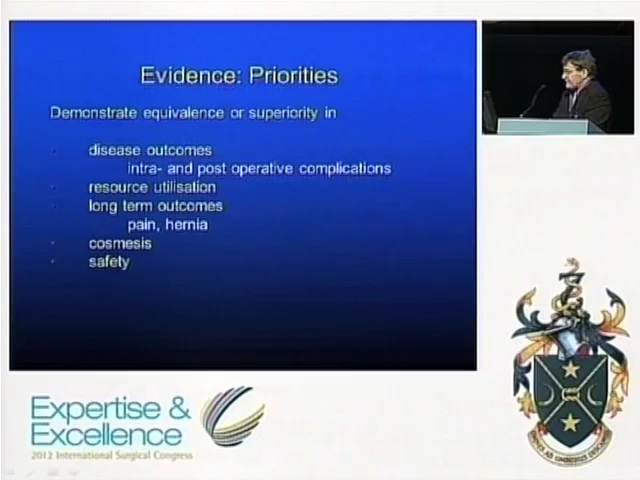 Evidence: Priorities
Demonstrate equivalence or superiority in
disease outcomes
intra- and post operative complications
resource utilisation
long term outcomes
pain, hernia
cosmesis
safety
Expertise &
Excellence
2012 International Surgical Congress